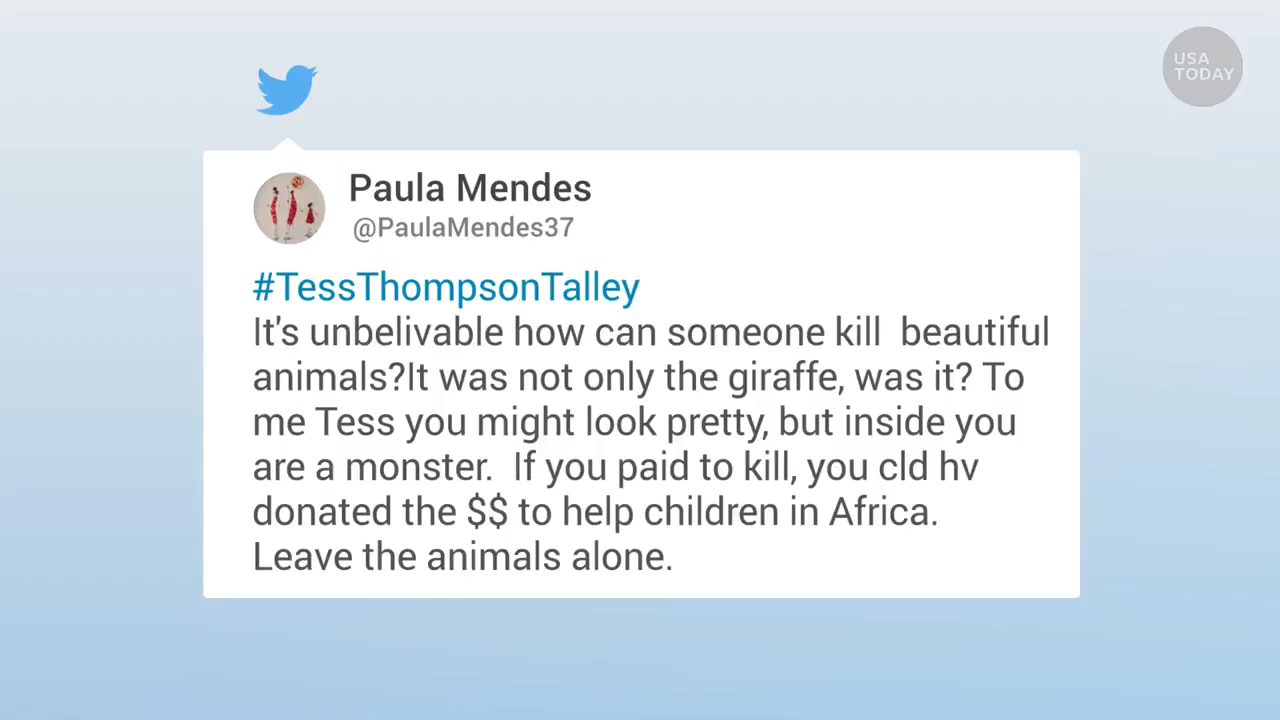 USA
TODAY
Paula Mendes
@PaulaMendes37
#TessThompsonTalley
It's unbelivable how can someone kill  beautiful
animals?It was not only the giraffe, was it? To
me Tess you might look pretty, but inside you
are a monster.  If you paid to kill, you cld hv
donated the $$ to help children in Africa.
Leave the animals alone.